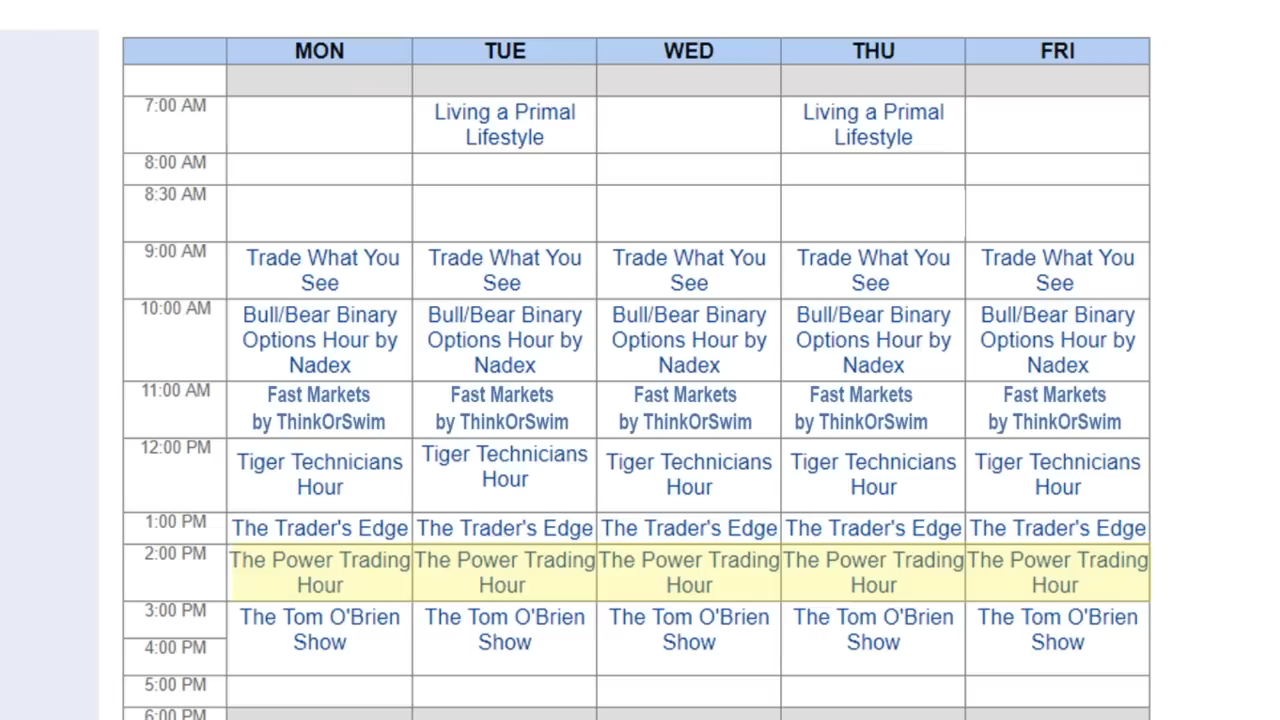 MON TUE WED THU FRI
7:00 AM
Living a Primal Living a Primal
Lifestyle Lifestyle
8:00 AM
8:30 AM
9:00 AM
Trade What You Trade What You Trade What You Trade What You Trade What You
See See See See See
10:00 AM
Bull/Bear Binary Bull/Bear Binary Bull/Bear Binary Bull/Bear Binary Bull/Bear Binary
Options Hour by Options Hour by Options Hour by Options Hour by Options Hour by
Nadex Nadex Nadex Nadex Nadex
11:00 AM
Fast Markets Fast Markets Fast Markets Fast Markets Fast Markets
by ThinkOrSwim by ThinkOrSwim by ThinkOrSwim by ThinkOrSwim by ThinkOrSwim
12:00 PM
Tiger Technicians Tiger Technicians Tiger Technicians Tiger Technicians Tiger Technicians
Hour Hour Hour Hour Hour
1:00 PM
The Trader's Edge The Trader's Edge The Trader's Edge The Trader's Edge The Trader's Edge
2:00 PM
The Power Trading The Power Trading The Power Trading The Power Trading The Power Trading
Hour Hour Hour Hour Hour
3:00 PM
The Tom O'Brien The Tom O'Brien The Tom O'Brien The Tom O'Brien The Tom O'Brien
Show Show Show Show Show
4:00 PM
5:00 PM
6:00 PM